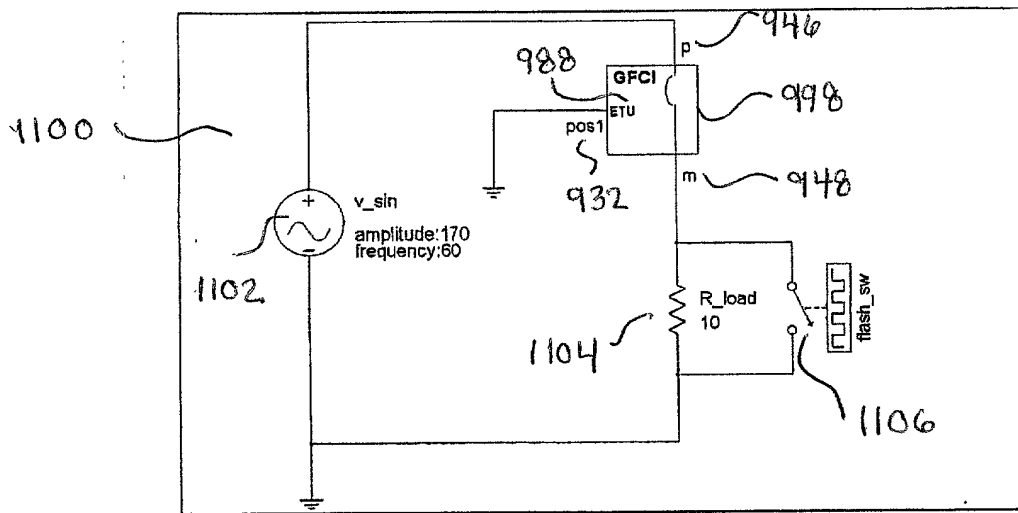 946
p
GFCI
988
ETU
998
1100
pos1
932
m
948
+
v_sin
amplitude:170
frequency:60
-
1102
R_load
10
1104
flash_sw
1106